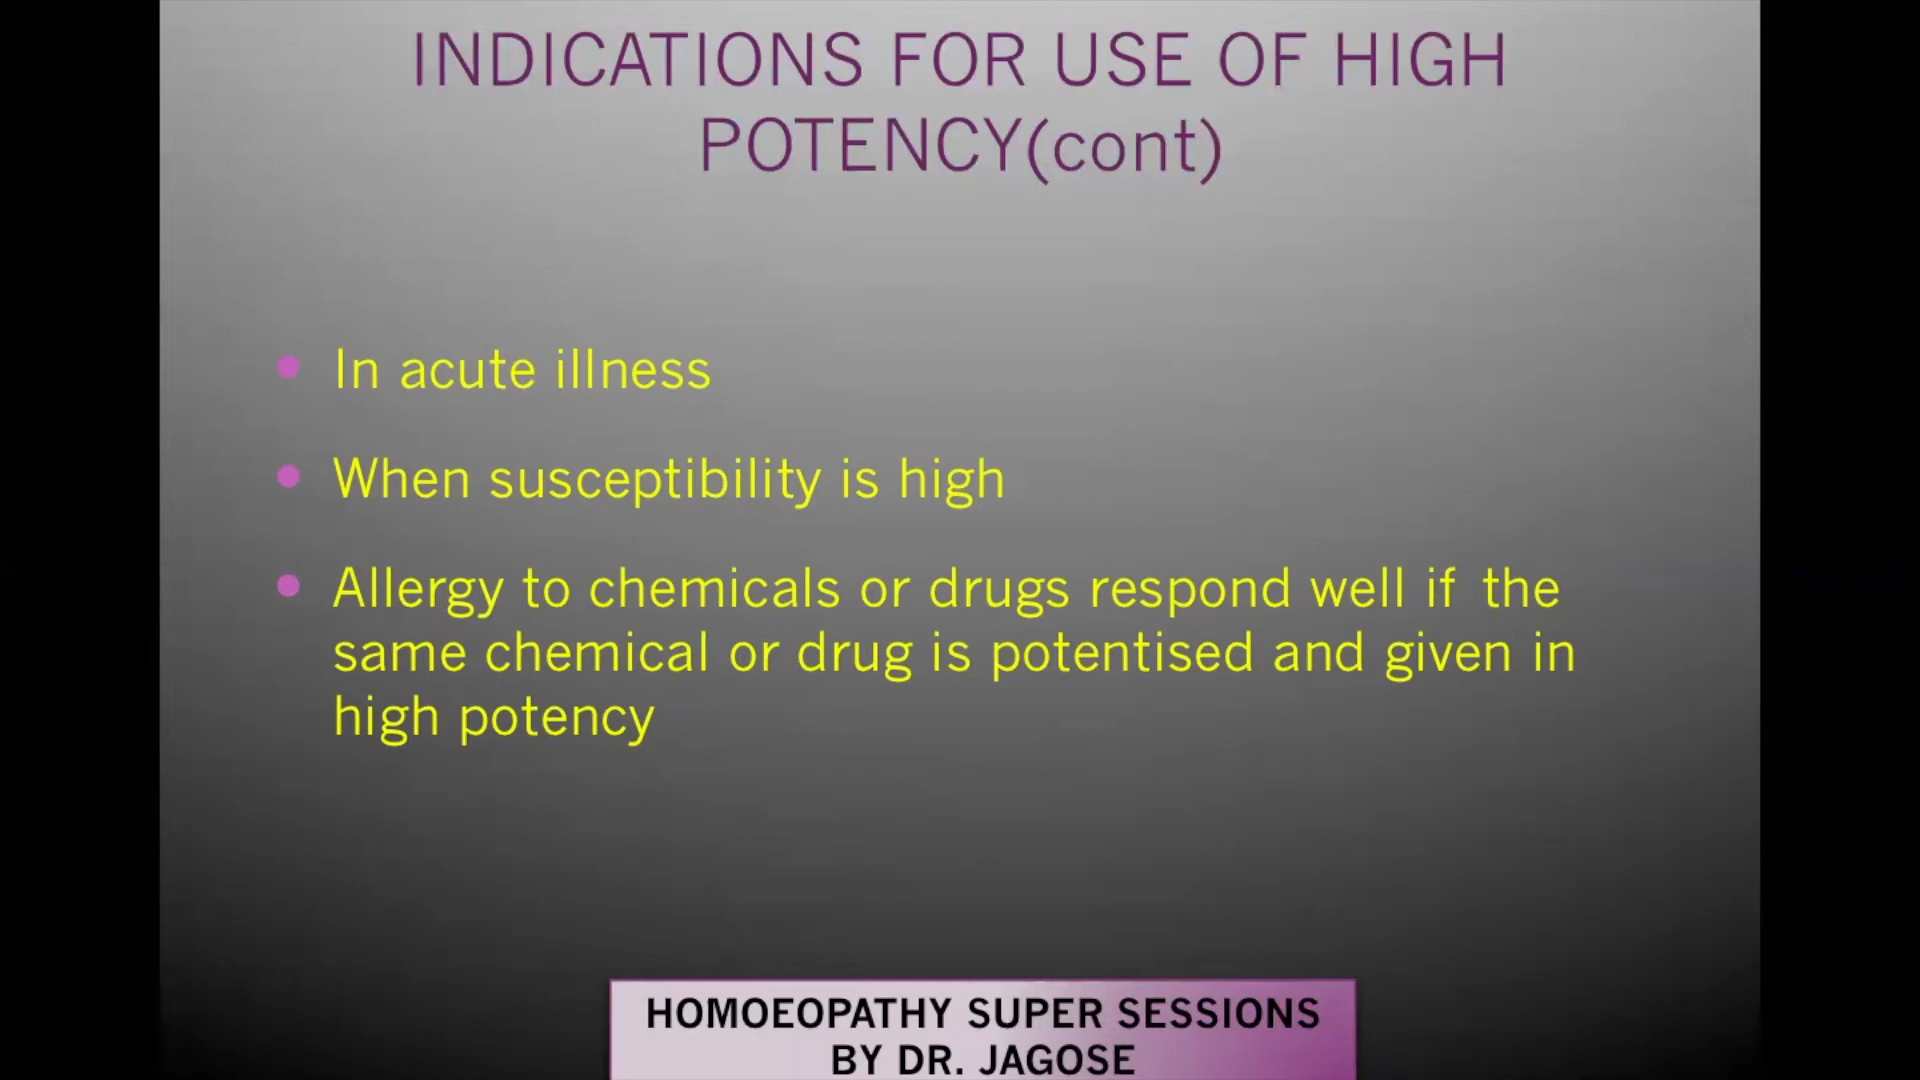 INDICATIONS FOR USE OF HIGH
POTENCY(cont)
• In acute illness
• When susceptibility is high
• Allergy to chemicals or drugs respond well if the
same chemical or drug is potentised and given in
high potency
HOMOEOPATHY SUPER SESSIONS
BY DR. JAGOSE